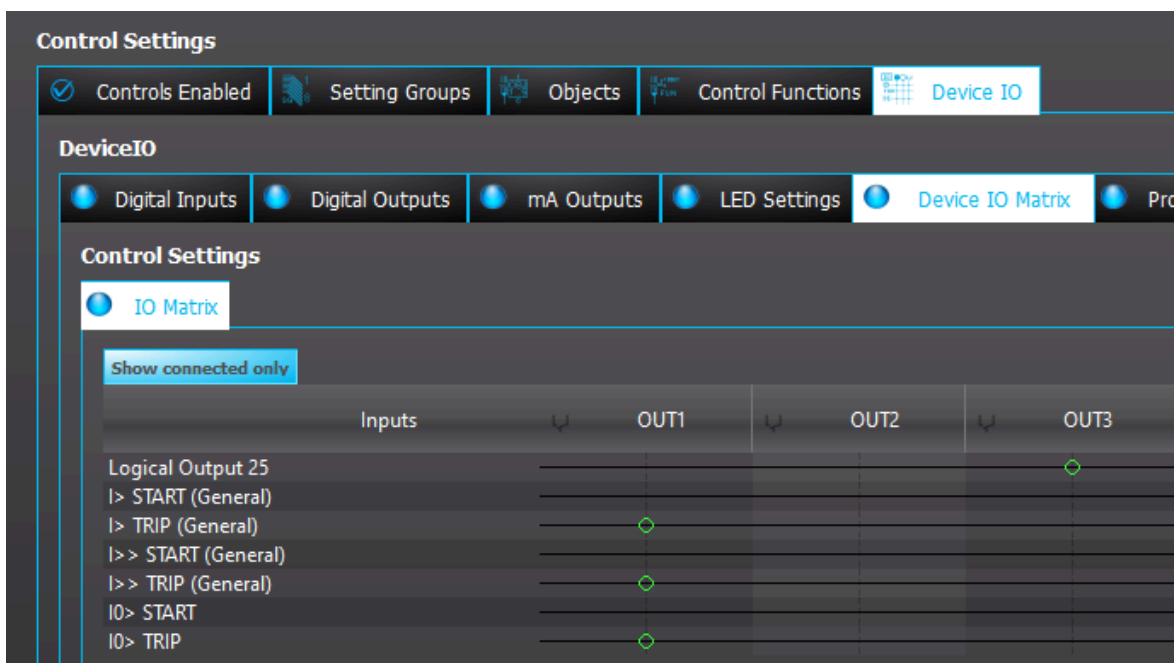 Control Settings
Controls Enabled Setting Groups Objects Control Functions Device IO
DeviceIO
Digital Inputs Digital Outputs mA Outputs LED Settings Device IO Matrix Pro
Control Settings
IO Matrix
Show connected only
Inputs OUT1 OUT2 OUT3
Logical Output 25
I> START (General)
I> TRIP (General)
I>> START (General)
I>> TRIP (General)
I0> START
I0> TRIP